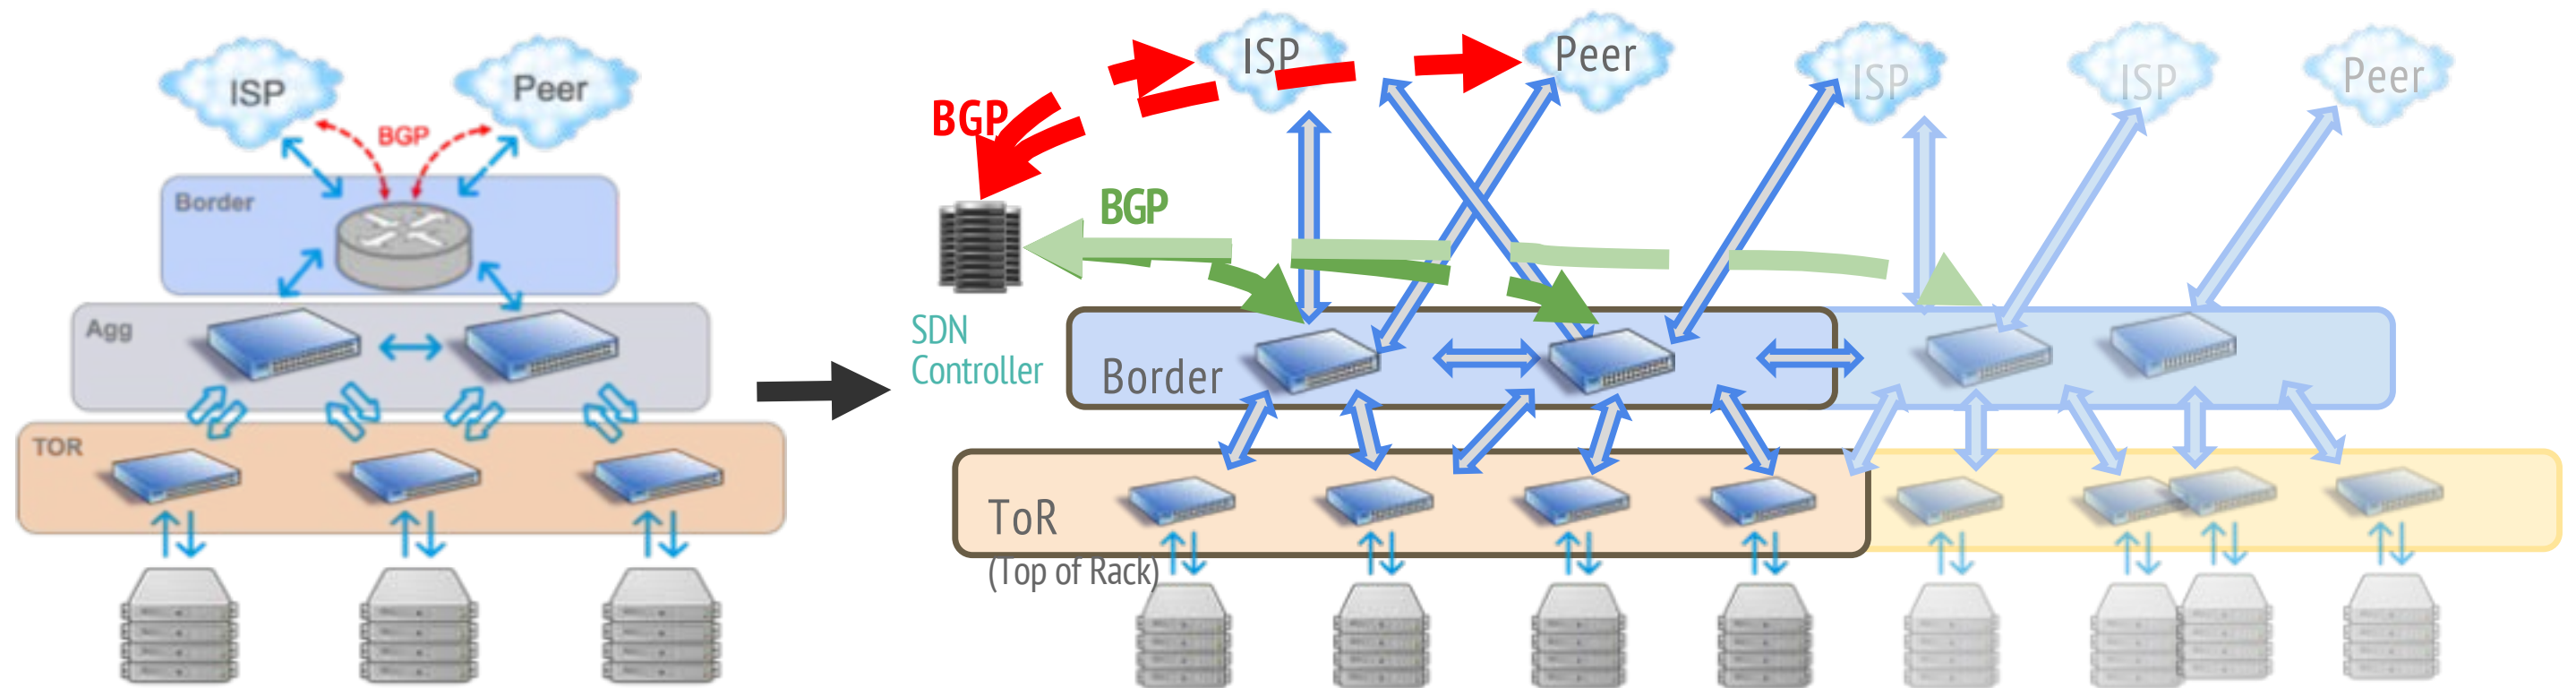 ISP
Peer
BGP
Border
Agg
TOR
ISP
Peer
ISP
ISP
Peer
BGP
BGP
SDN
Controller
Border
ToR
(Top of Rack)